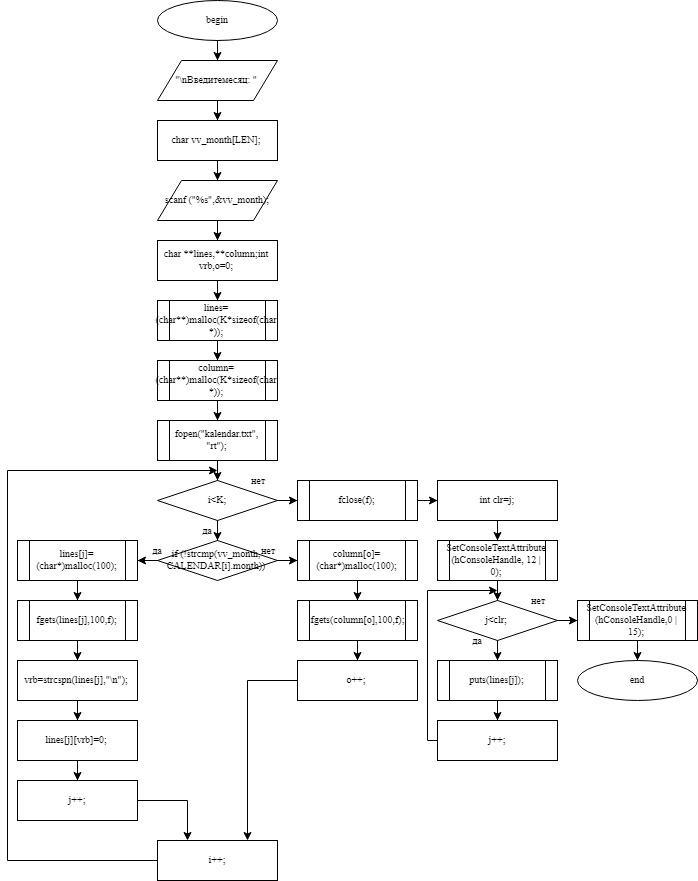 begin
"\nВведитемесяц: "
char vv_month[LEN];
scanf ("%s",&vv_month);
char **lines,**column;int
vrb,o=0;
lines=
(char**)malloc(K*sizeof(char
*));
column=
(char**)malloc(K*sizeof(char
*));
fopen("kalendar.txt",
"rt");
i<K;
нет
fclose(f);
int clr=j;
да
if (!strcmp(vv_month,
CALENDAR[i].month))
да
нет
lines[j]=
(char*)malloc(100);
column[o]=
(char*)malloc(100);
SetConsoleTextAttribute
(hConsoleHandle, 12 |
0);
fgets(lines[j],100,f);
fgets(column[o],100,f);
j<clr;
нет
да
SetConsoleTextAttribute
(hConsoleHandle,0 |
15);
vrb=strcspn(lines[j],"\n");
o++;
puts(lines[j]);
end
lines[j][vrb]=0;
j++;
j++;
i++;